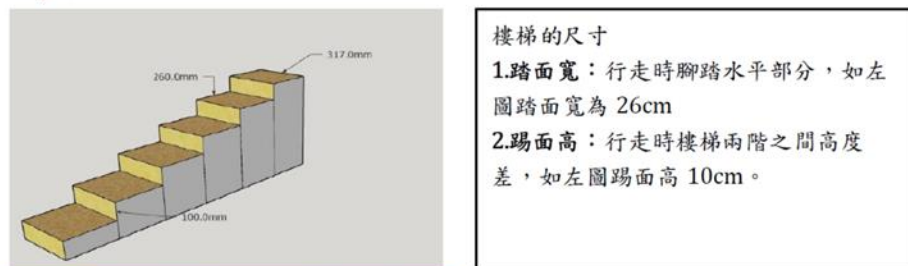 317.0mm
260.0mm
100.0mm
樓梯的尺寸
1.踏面寬：行走時腳踏水平部分，如左
圖踏面寬為 26cm
2.踢面高：行走時樓梯兩階之間高度
差，如左圖踢面高 10cm。